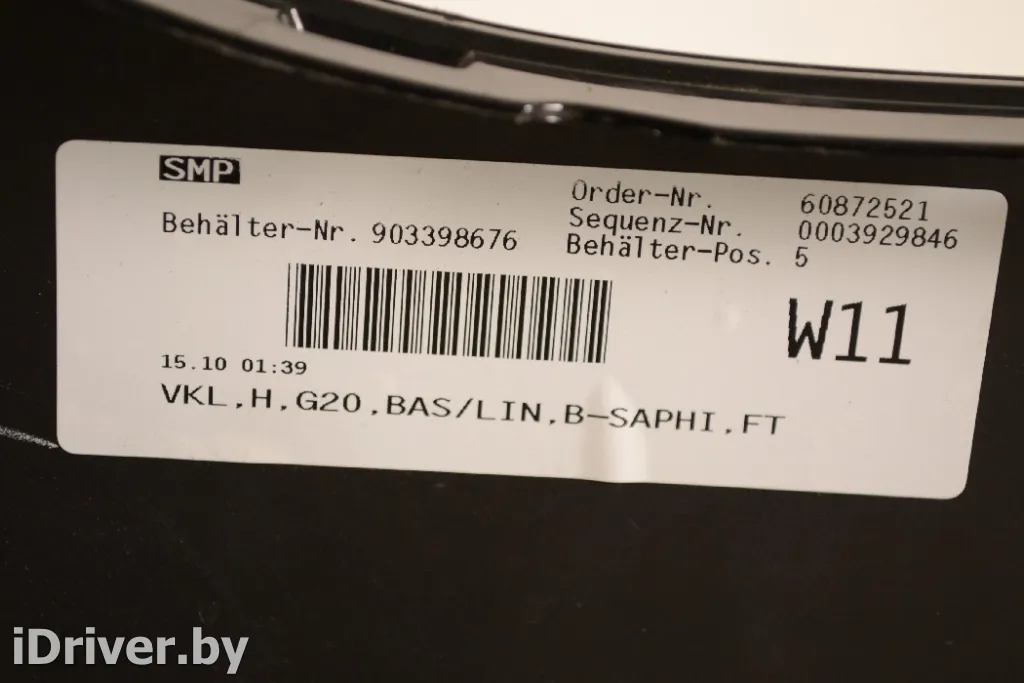 SMP
Order-Nr. 60872521
Sequenz-Nr. 0003929846
Behälter-Nr. 903398676
Behälter-Pos. 5
W11
15.10 01:39
VKL,H,G20,BAS/LIN,B-SAPHI,FT
iDriver.by